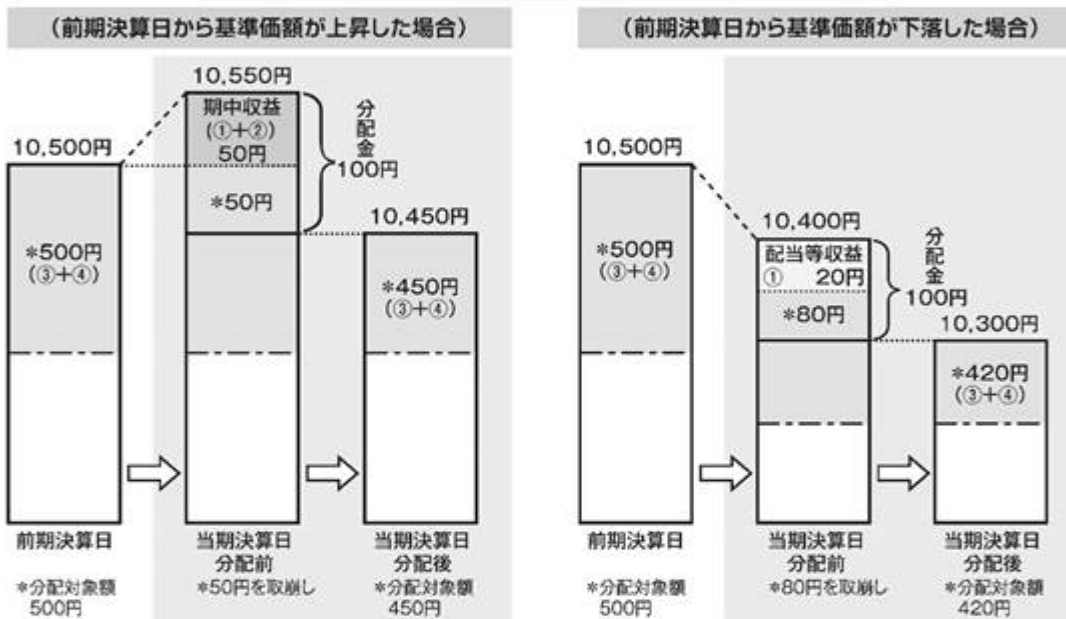 (前期決算日から基準価額が上昇した場合)
10,550円
期中収益
(①+②)
50円
*50円
分配金
100円
10,500円
*500円
(③+④)
10,450円
*450円
(③+④)
前期決算日
*分配対象額
500円
当期決算日
分配前
*50円を取崩し
当期決算日
分配後
*分配対象額
450円
(前期決算日から基準価額が下落した場合)
10,500円
*500円
(③+④)
10,400円
配当等収益
① 20円
*80円
分配金
100円
10,300円
*420円
(③+④)
前期決算日
*分配対象額
500円
当期決算日
分配前
*80円を取崩し
当期決算日
分配後
*分配対象額
420円